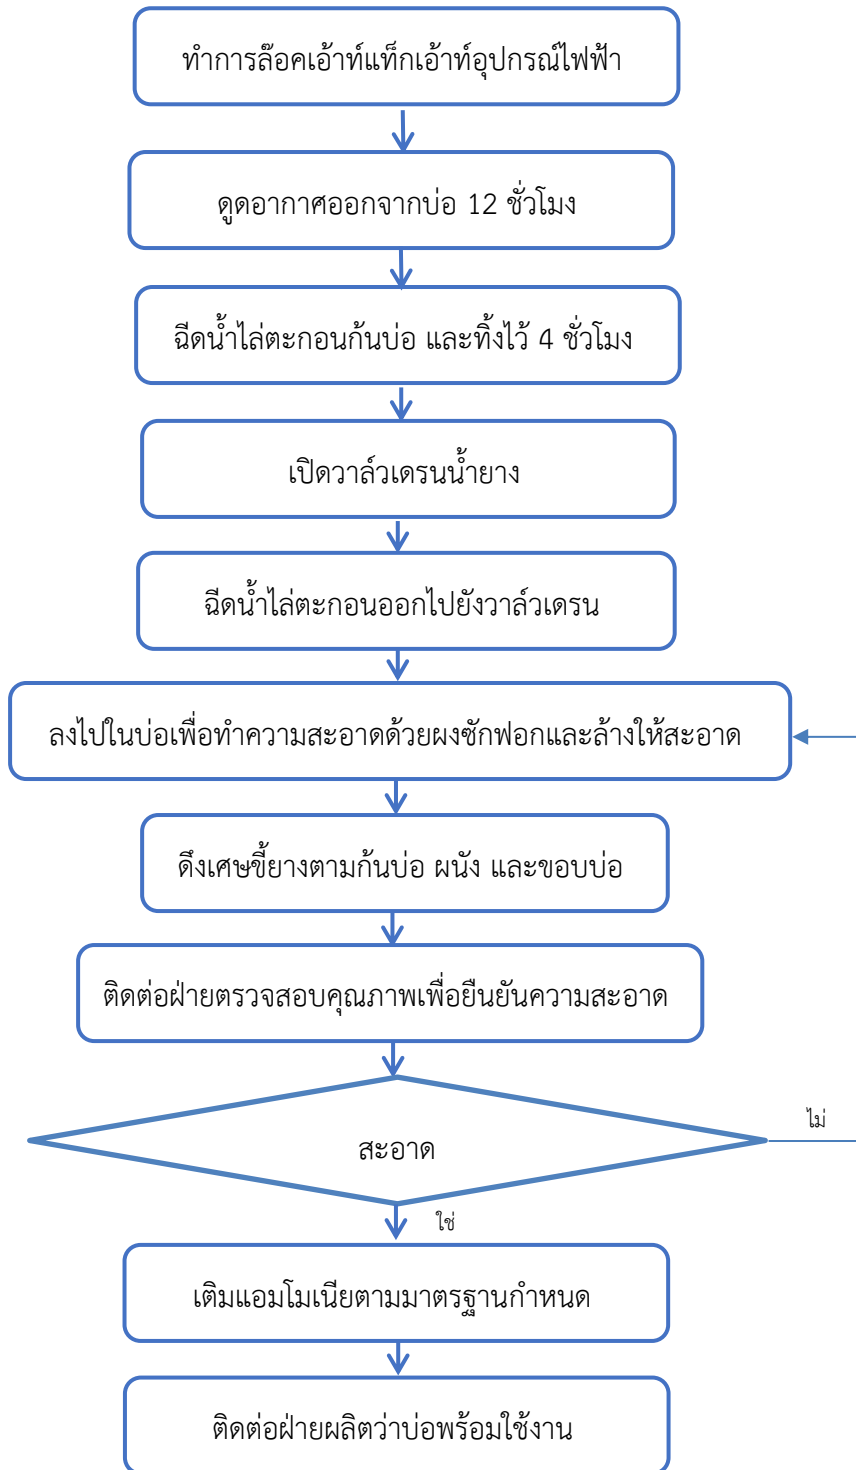 ทำการล๊อคเอ้าท์แท็กเอ้าท์อุปกรณ์ไฟฟ้า
ดูดอากาศออกจากบ่อ 12 ชั่วโมง
ฉีดน้ำไล่ตะกอนก้นบ่อ และทิ้งไว้ 4 ชั่วโมง
เปิดวาล์วเดรนน้ำยาง
ฉีดน้ำไล่ตะกอนออกไปยังวาล์วเดรน
ลงไปในบ่อเพื่อทำความสะอาดด้วยผงซักฟอกและล้างให้สะอาด
ดึงเศษขี้ยางตามก้นบ่อ ผนัง และขอบบ่อ
ติดต่อฝ่ายตรวจสอบคุณภาพเพื่อยืนยันความสะอาด
ไม่
สะอาด
ใช่
เติมแอมโมเนียตามมาตรฐานกำหนด
ติดต่อฝ่ายผลิตว่าบ่อพร้อมใช้งาน